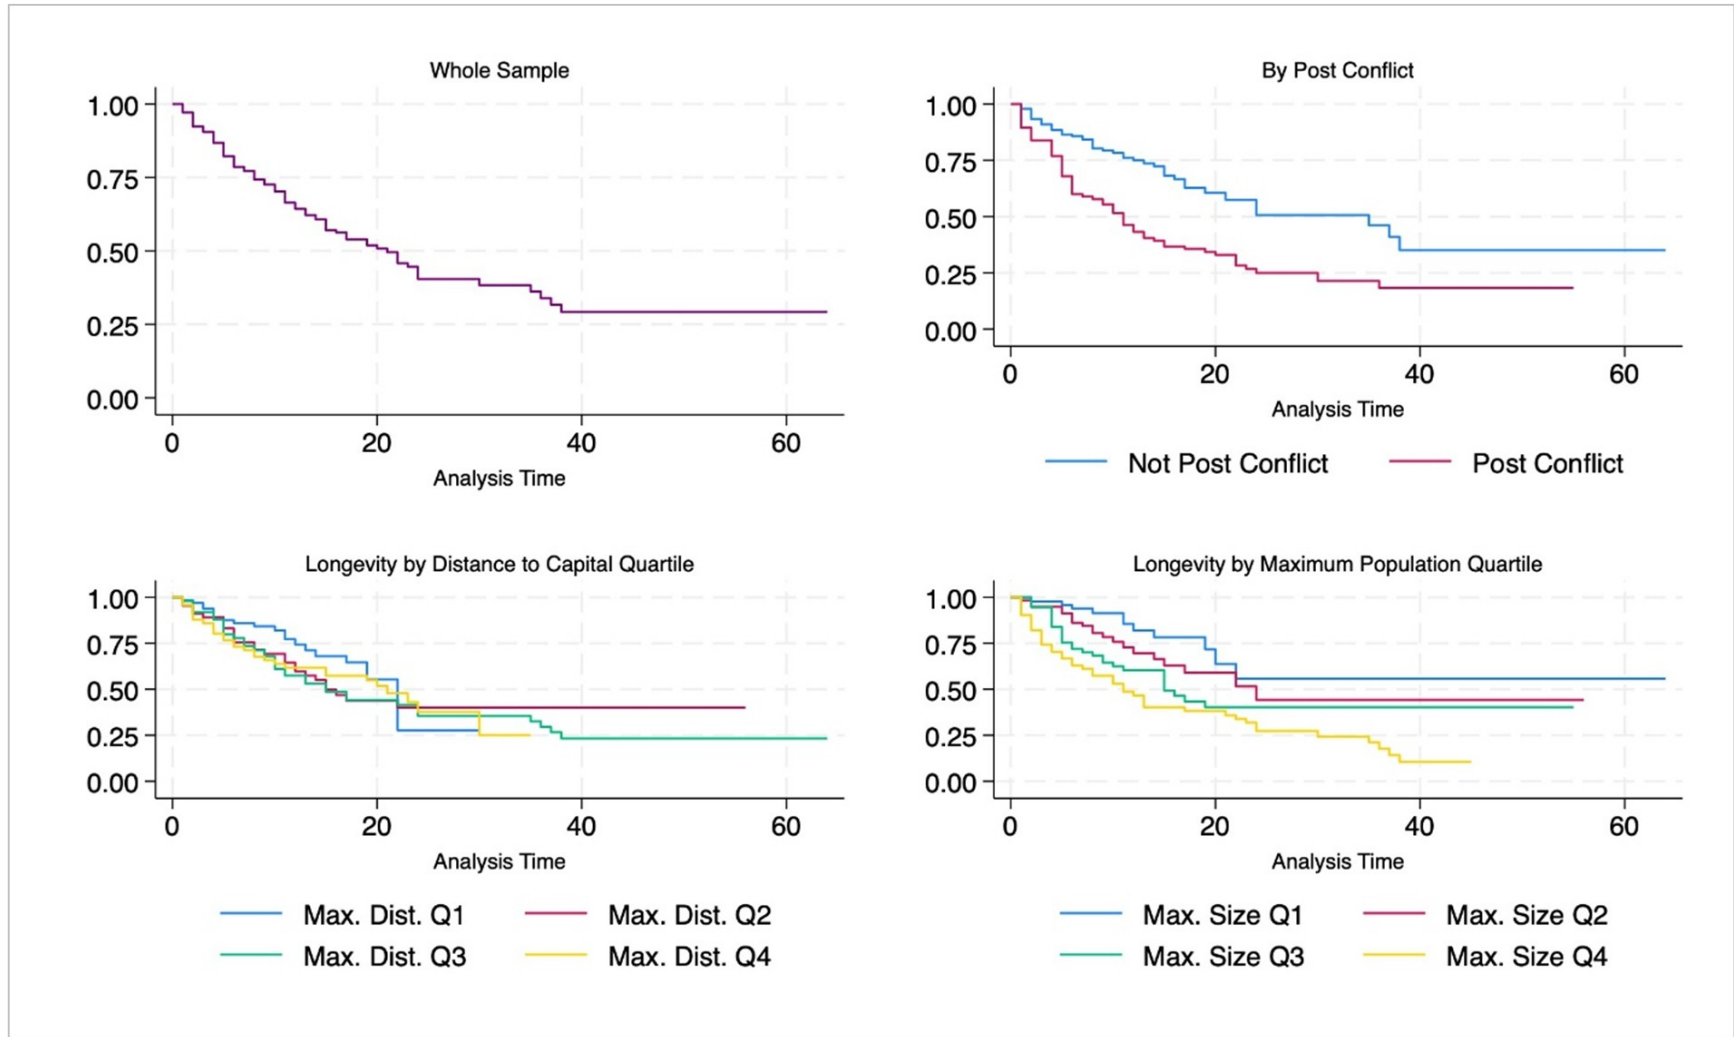 Whole Sample
1.00
0.75
0.50
0.25
0.00
0 20 40 60
Analysis Time
By Post Conflict
1.00
0.75
0.50
0.25
0.00
0 20 40 60
Analysis Time
Not Post Conflict Post Conflict
Longevity by Distance to Capital Quartile
1.00
0.75
0.50
0.25
0.00
0 20 40 60
Analysis Time
Max. Dist. Q1 Max. Dist. Q2
Max. Dist. Q3 Max. Dist. Q4
Longevity by Maximum Population Quartile
1.00
0.75
0.50
0.25
0.00
0 20 40 60
Analysis Time
Max. Size Q1 Max. Size Q2
Max. Size Q3 Max. Size Q4